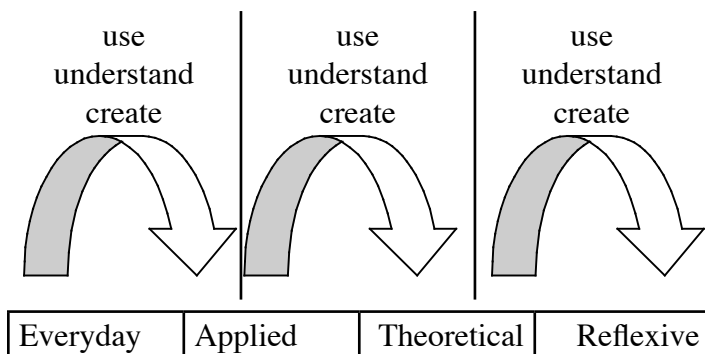 use
understand
create
use
understand
create
use
understand
create
Everyday
Applied
Theoretical
Reflexive